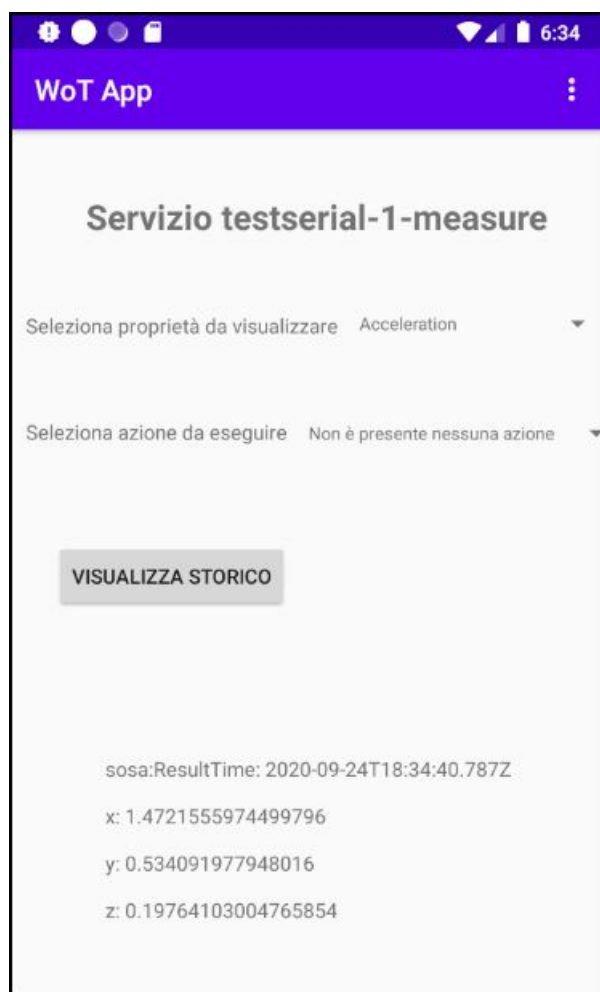 6:34
WoT App
Servizio testserial-1-measure
Seleziona proprietà da visualizzare Acceleration
Seleziona azione da eseguire Non è presente nessuna azione
VISUALIZZA STORICO
sosa:ResultTime: 2020-09-24T18:34:40.787Z
x: 1.4721555974499796
y: 0.534091977948016
z: 0.19764103004765854